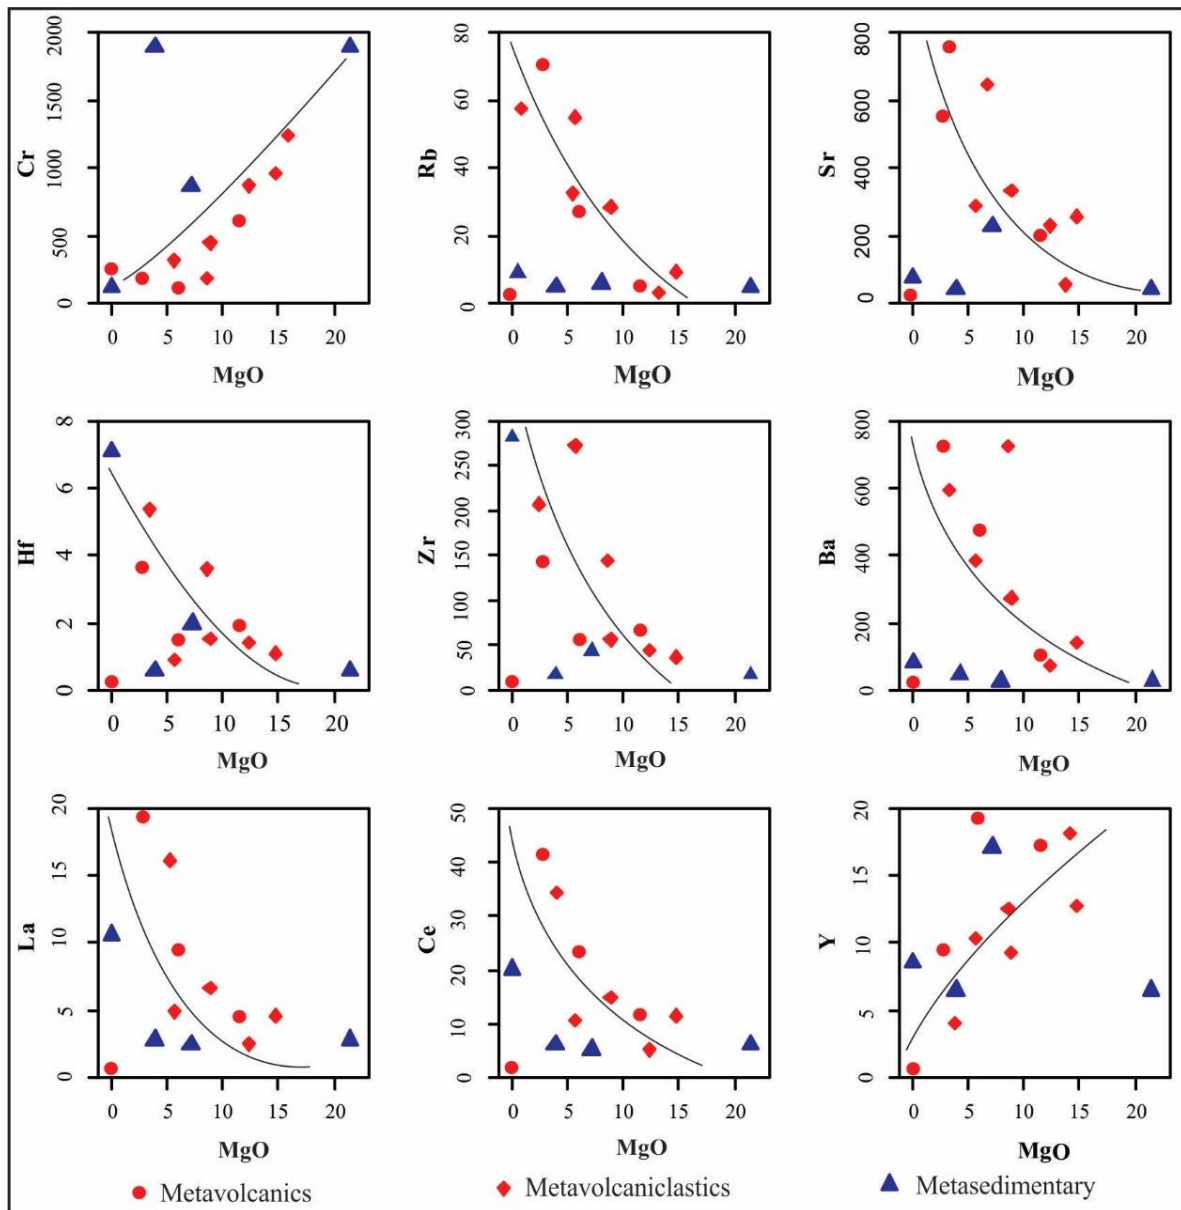 Cr
2000
1500
1000
500
0
0 5 10 15 20
MgO
Rb
80
60
40
20
0
0 5 10 15 20
MgO
Sr
800
600
400
200
0
0 5 10 15 20
MgO
Hf
8
6
4
2
0
0 5 10 15 20
MgO
Zr
300
250
200
150
100
50
0
0 5 10 15 20
MgO
Ba
800
600
400
200
0
0 5 10 15 20
MgO
La
20
15
10
5
0
0 5 10 15 20
MgO
Ce
50
40
30
20
10
0
0 5 10 15 20
MgO
Y
20
15
10
5
0
0 5 10 15 20
MgO
Metavolcanics
Metavolcaniclastics
Metasedimentary